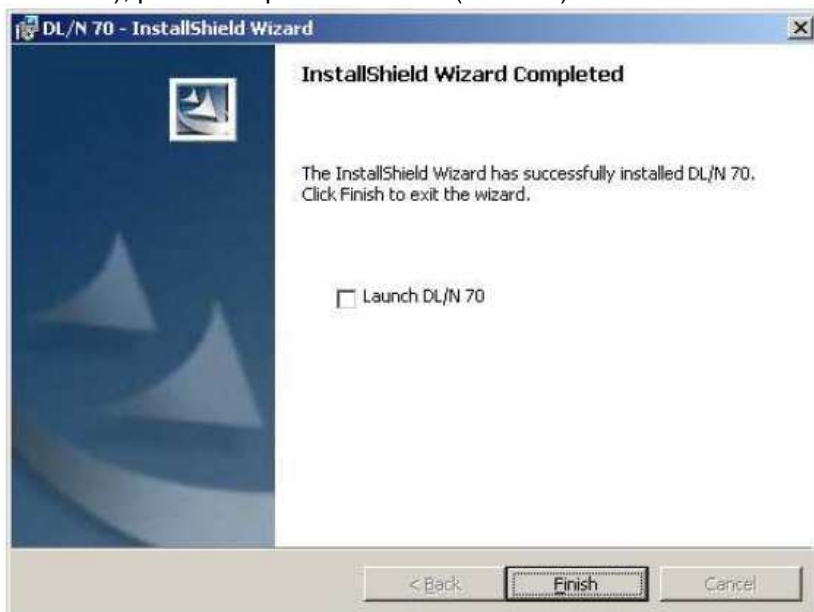 DL/N 70 - InstallShield Wizard
InstallShield Wizard Completed
The InstallShield Wizard has successfully installed DL/N 70.
Click Finish to exit the wizard.
Launch DL/N 70
< Back
Finish
Cancel